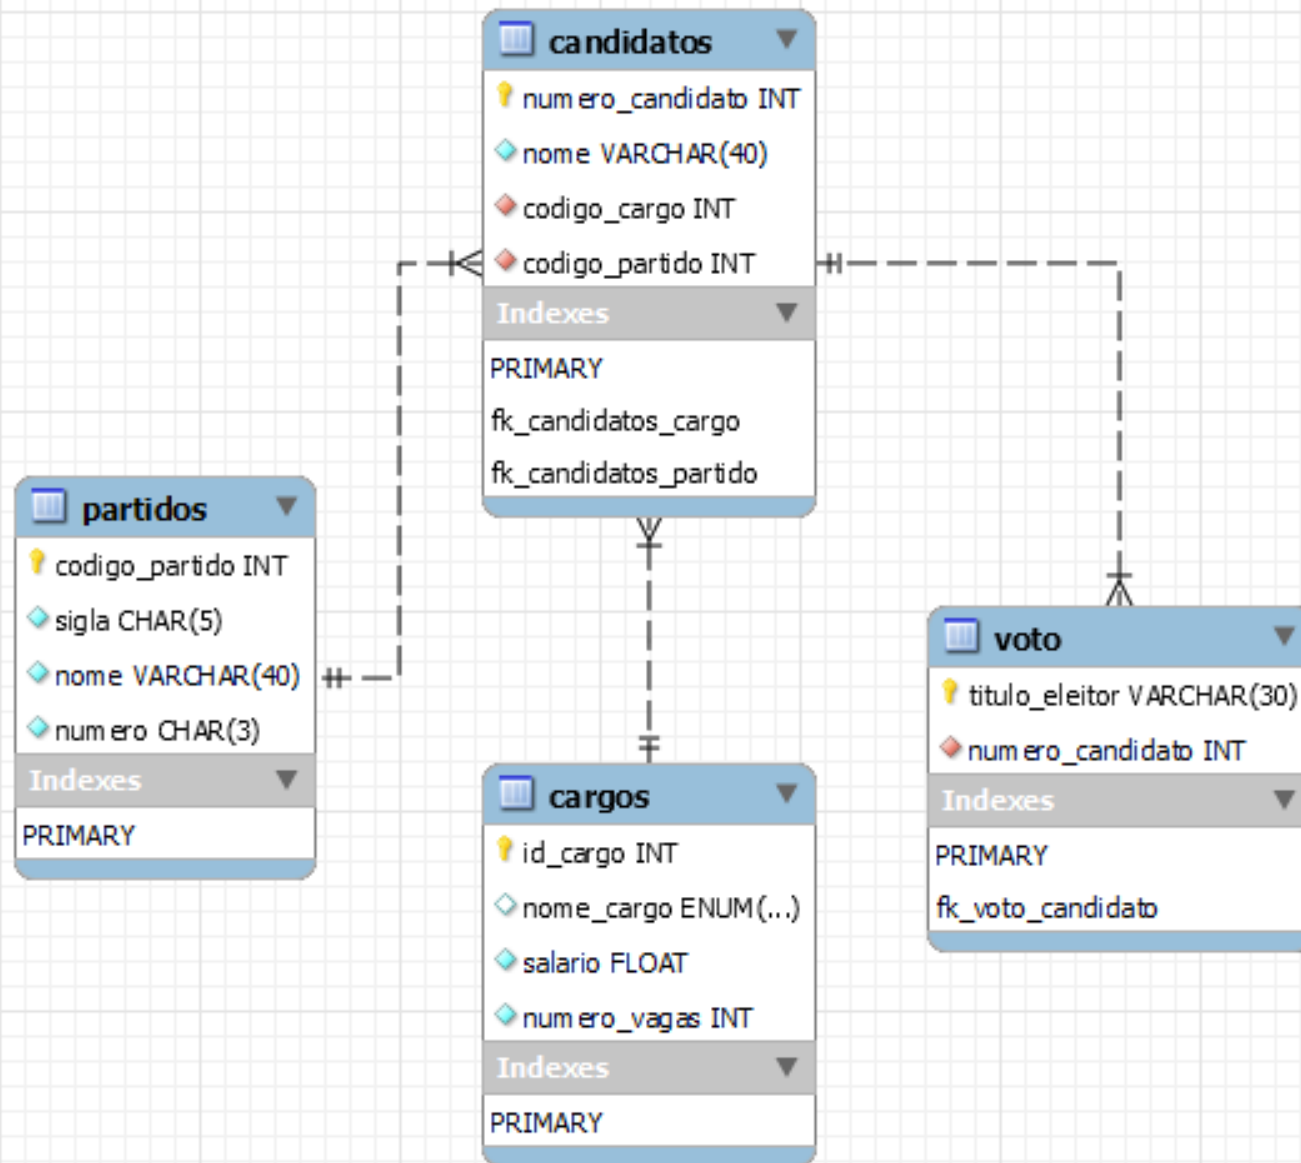 candidatos
numero_candidato INT
nome VARCHAR(40)
codigo_cargo INT
codigo_partido INT
Indexes
PRIMARY
fk_candidatos_cargo
fk_candidatos_partido
partidos
codigo_partido INT
sigla CHAR(5)
nome VARCHAR(40)
numero CHAR(3)
Indexes
PRIMARY
cargos
id_cargo INT
nome_cargo ENUM(...)
salario FLOAT
numero_vagas INT
Indexes
PRIMARY
voto
titulo_eleitor VARCHAR(30)
numero_candidato INT
Indexes
PRIMARY
fk_voto_candidato